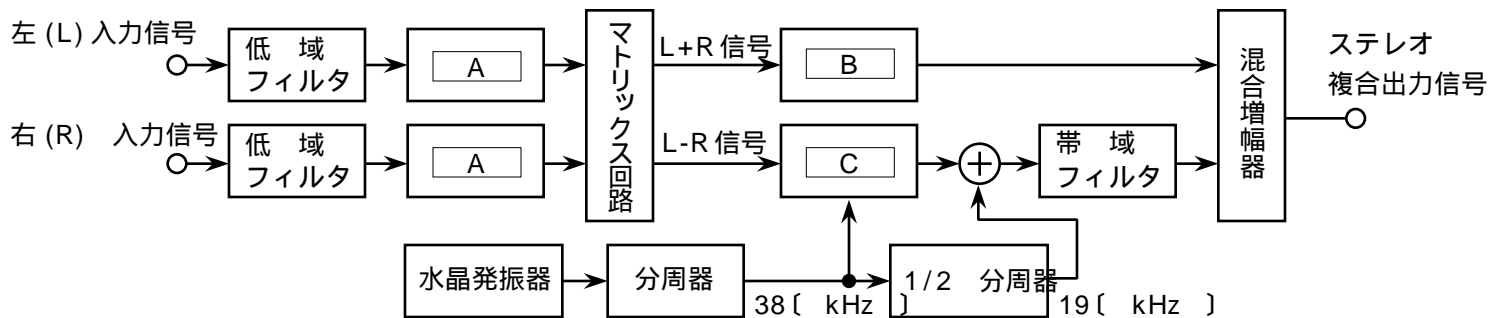 左 (L) 入力信号
低 域
フィルタ
A
マトリックス回路
L+R 信号
B
混合増幅器
ステレオ
複合出力信号
右 (R) 入力信号
低 域
フィルタ
A
L-R 信号
C
帯 域
フィルタ
水晶発振器
分周器
38〔 kHz 〕
1/2 分周器
19〔 kHz 〕